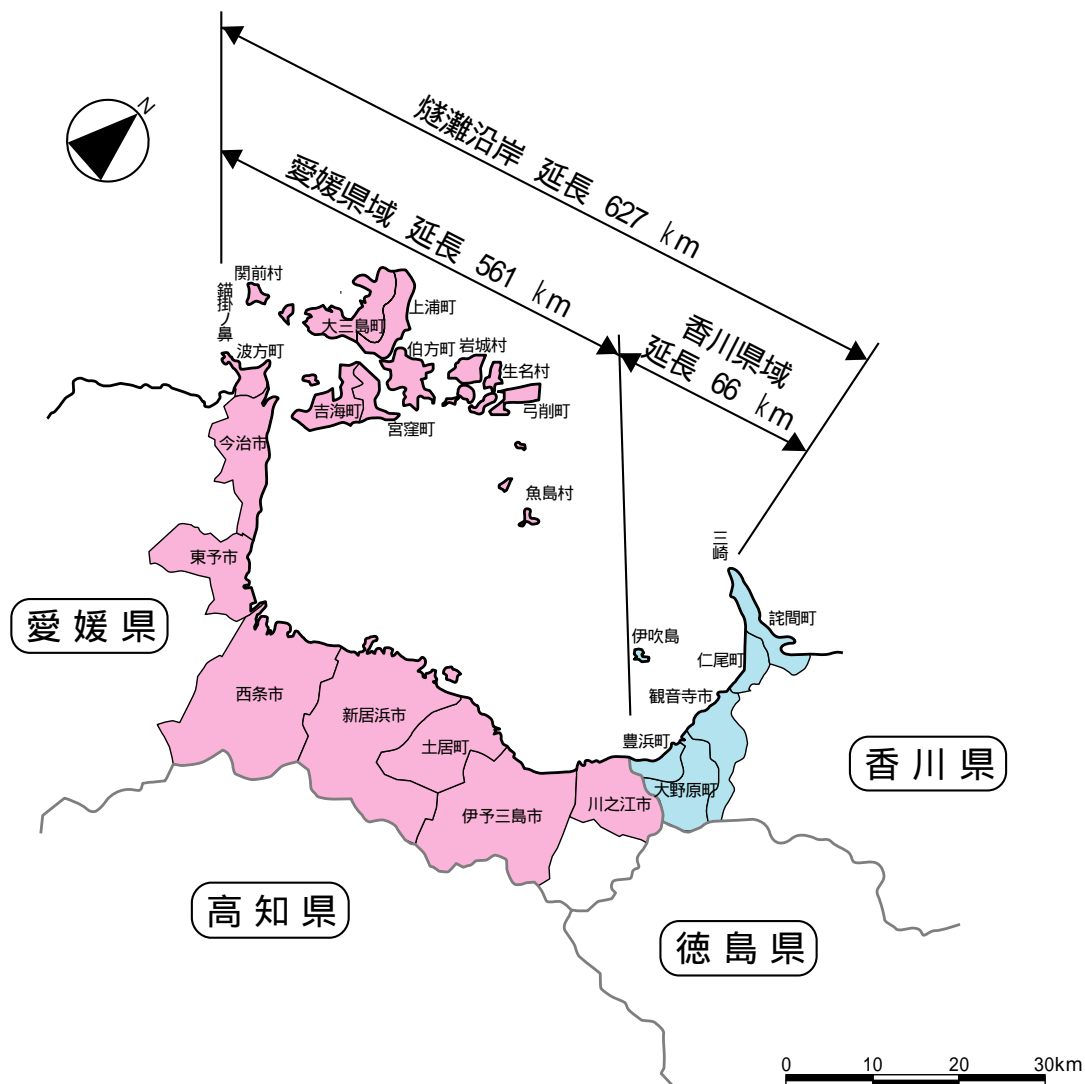 N
燧灘沿岸 延長 627 km
愛媛県域 延長 561 km
香川県域
延長 66 km
関前村
錨掛ノ鼻
上浦町
大三島町
波方町
伯方町
岩城村
生名村
弓削町
吉海町
宮窪町
今治市
魚島村
東予市
三崎
愛媛県
詫間町
伊吹島
仁尾町
西条市
観音寺市
新居浜市
土居町
豊浜町
香川県
大野原町
川之江市
伊予三島市
高知県
徳島県
0 10 20 30km